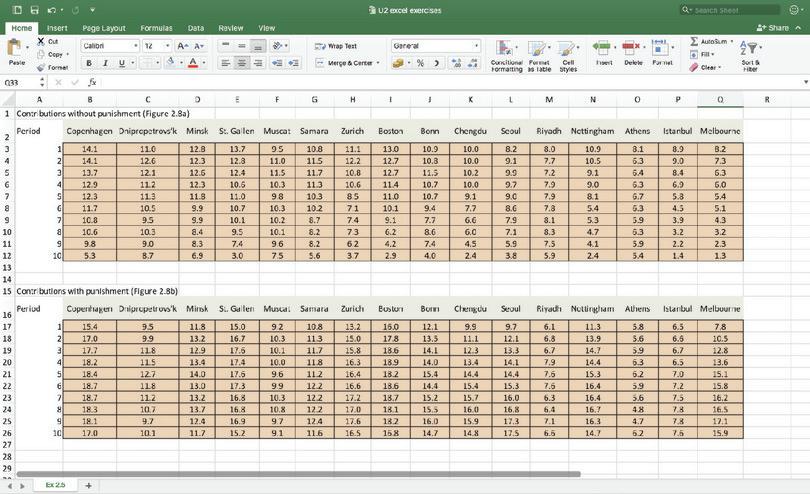 U2 excel exercises
Search Sheet
Home Insert Page Layout Formulas Data Review View
Share
Paste
Cut
Copy
Format
Calibri 12
B I U
Wrap Text
Merge & Center
General
Conditional Formatting
Format as Table
Cell Styles
Insert Delete Format
AutoSum
Fill
Clear
Sort & Filter
Q33 fx
A B C D E F G H I J K L M N O P Q R
1 Contributions without punishment (Figure 2.8a)
2 Period Copenhagen Dnipropetrovs'k Minsk St. Gallen Muscat Samara Zurich Boston Bonn Chengdu Seoul Riyadh Nottingham Athens Istanbul Melbourne
3 1 14.1 11.0 12.8 13.7 9.5 10.8 11.1 13.0 10.9 10.0 8.2 8.0 10.9 8.1 8.9 8.2
4 2 14.1 12.6 12.3 12.8 11.0 11.5 12.2 12.7 10.8 10.0 9.1 7.7 10.5 6.3 9.0 7.3
5 3 13.7 12.1 12.6 12.4 11.5 11.7 10.8 12.7 11.5 10.2 9.9 7.2 9.1 6.4 8.4 6.3
6 4 12.9 11.2 12.3 10.6 10.3 11.3 10.6 11.4 10.7 10.0 9.7 7.9 9.0 6.3 6.9 6.0
7 5 12.3 11.3 11.8 11.0 9.8 10.3 8.5 11.0 10.7 9.1 9.0 7.9 8.1 6.7 5.8 5.4
8 6 11.7 10.5 9.9 10.7 10.3 10.2 7.1 10.1 9.4 7.7 8.6 7.8 5.4 6.3 4.5 5.1
9 7 10.8 9.5 9.9 10.1 10.2 8.7 7.4 9.1 7.7 6.6 7.9 8.1 5.3 5.9 3.9 4.3
10 8 10.6 10.3 8.4 9.5 10.1 8.2 7.3 6.2 8.6 6.0 7.1 8.3 4.7 6.3 3.2 3.2
11 9 9.8 9.0 8.3 7.4 9.6 8.2 6.2 4.2 7.4 4.5 5.9 7.5 4.1 5.9 2.2 2.3
12 10 5.3 8.7 6.9 3.0 7.5 5.6 3.7 2.9 4.0 2.4 3.8 5.9 2.4 5.4 1.4 1.3
13
14
15 Contributions with punishment (Figure 2.8b)
16 Period Copenhagen Dnipropetrovs'k Minsk St. Gallen Muscat Samara Zurich Boston Bonn Chengdu Seoul Riyadh Nottingham Athens Istanbul Melbourne
17 1 15.4 9.5 11.8 15.0 9.2 10.8 13.2 16.0 12.1 9.9 9.7 6.1 11.3 5.8 6.5 7.8
18 2 17.0 9.9 13.2 16.7 10.3 11.3 15.0 17.8 13.5 11.1 12.1 6.8 13.9 5.6 6.6 10.5
19 3 17.7 11.8 12.9 17.6 10.1 11.7 15.8 18.6 14.1 12.3 13.3 6.7 14.7 5.9 6.7 12.8
20 4 18.2 11.5 13.4 17.4 10.0 11.8 16.3 18.9 14.0 13.4 14.1 7.9 14.4 6.3 6.5 13.6
21 5 18.4 12.7 14.0 17.6 9.6 11.2 16.4 18.2 15.4 14.4 14.4 7.6 15.3 6.2 7.0 15.1
22 6 18.7 11.8 13.0 17.3 9.9 12.2 16.6 18.6 14.4 15.4 15.3 7.6 16.4 5.9 7.2 15.8
23 7 18.7 11.2 13.2 16.8 10.3 12.2 17.2 18.7 15.2 15.7 16.0 6.3 16.4 5.6 7.5 16.2
24 8 18.3 10.7 13.7 16.8 10.8 12.2 17.0 18.1 15.5 16.0 16.8 6.4 16.7 4.8 7.8 16.5
25 9 18.1 9.7 12.4 16.9 9.7 12.4 17.6 18.2 16.0 15.9 17.3 7.1 16.3 4.7 7.8 17.1
26 10 17.0 10.1 11.7 15.2 9.1 11.6 16.5 16.8 14.7 14.8 17.5 6.6 14.7 6.2 7.6 15.9
27
28
29
Ex 2.5